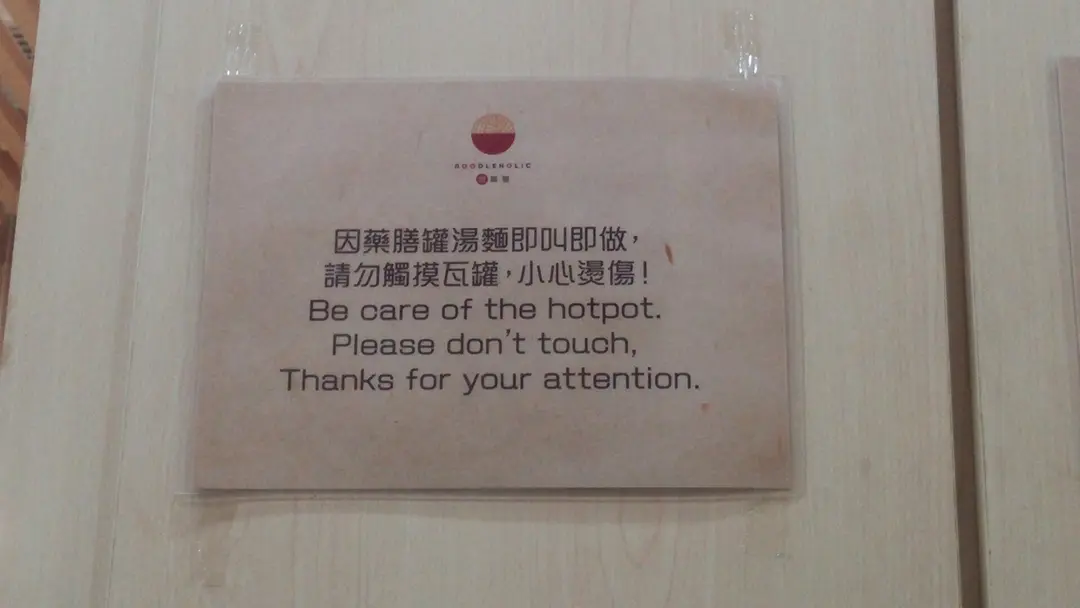 NOODLEHOLIC
因藥膳罐湯麵即叫即做，
請勿觸摸瓦罐，小心燙傷！
Be care of the hotpot.
Please don't touch,
Thanks for your attention.